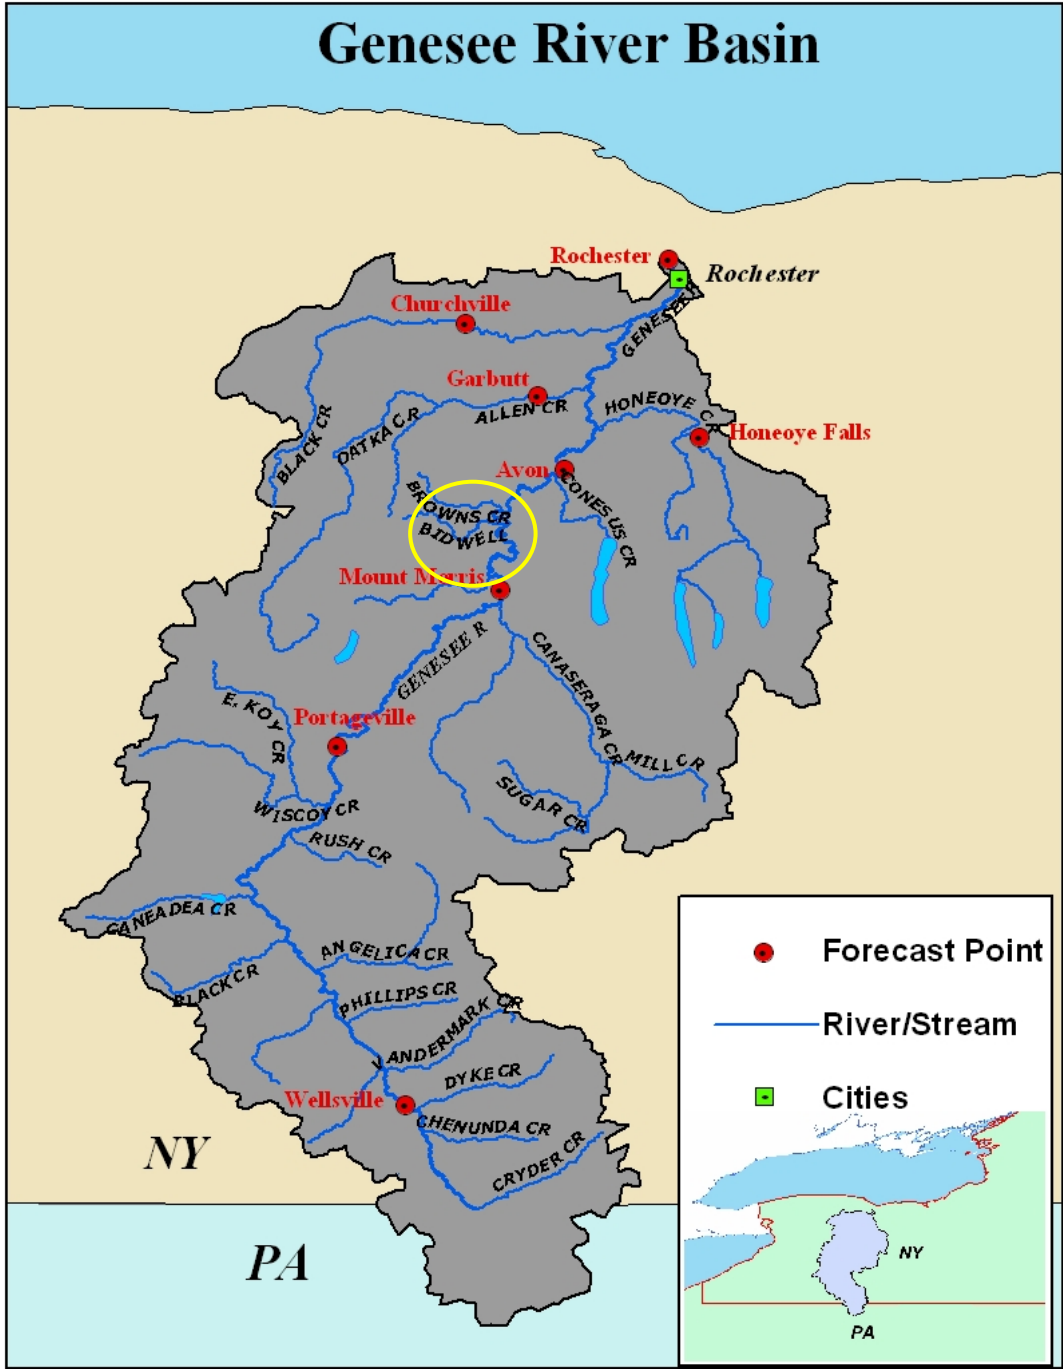 Genesee River Basin
Rochester
Rochester
Churchville
GENESEE R
Garbutt
ALLEN CR
HONEOYE CR
OATKA CR
BLACK CR
Honeoye Falls
Avon
CONESUS CR
BROWNS CR
BIDWELL
Mount Morris
GENESEE R
CANASERAGA CR
E. KOY CR
Portageville
MILL CR
SUGAR CR
WISCOY CR
RUSH CR
CANEADEA CR
ANGELICA CR
BLACK CR
PHILLIPS CR
VANDERMARK CR
DYKE CR
Wellsville
CHENUNDA CR
CRYDER CR
NY
PA
Forecast Point
River/Stream
Cities
NY
PA